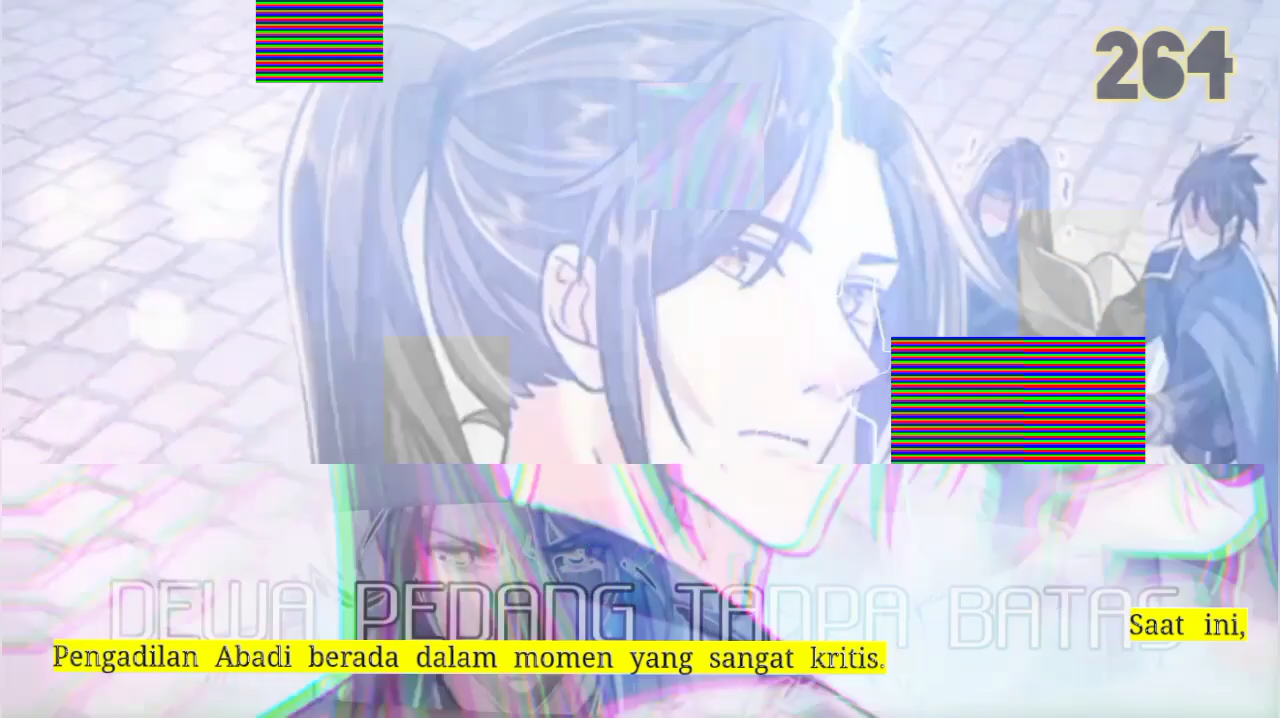 264
DEWA PEDANG TANPA BATAS
Saat ini,
Pengadilan Abadi berada dalam momen yang sangat kritis.